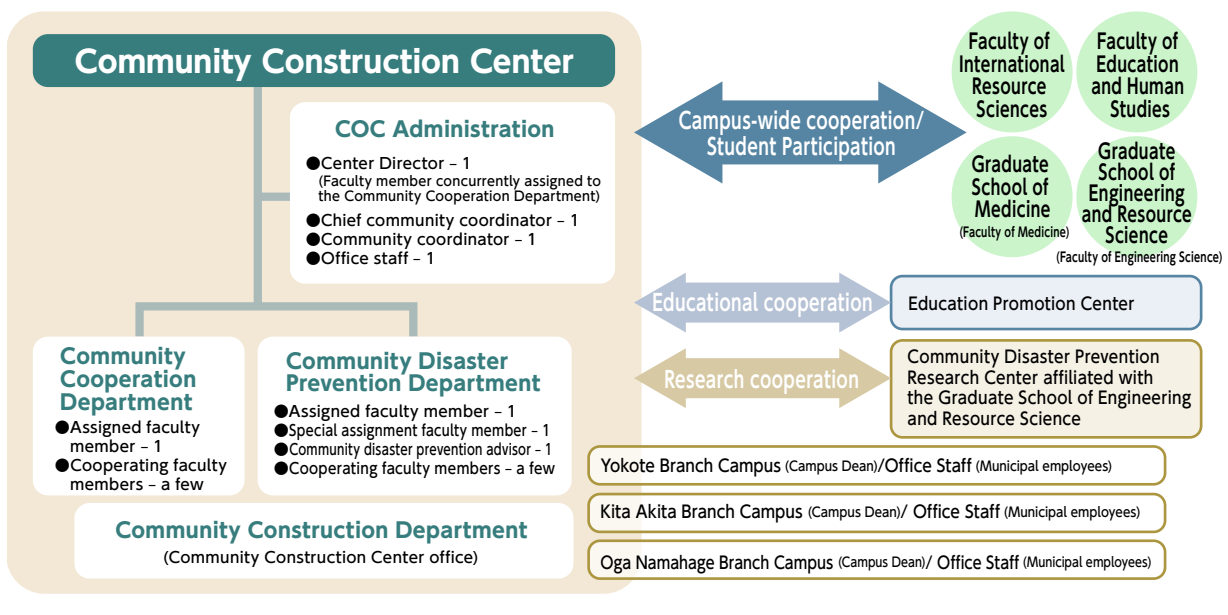 Community Construction Center
COC Administration
●Center Director – 1
(Faculty member concurrently assigned to
the Community Cooperation Department)
●Chief community coordinator – 1
●Community coordinator – 1
●Office staff – 1
Community
Cooperation
Department
●Assigned faculty
member – 1
●Cooperating faculty
members – a few
Community Disaster
Prevention Department
●Assigned faculty member – 1
●Special assignment faculty member – 1
●Community disaster prevention advisor – 1
●Cooperating faculty members – a few
Community Construction Department
(Community Construction Center office)
Campus-wide cooperation/
Student Participation
Faculty of
International
Resource
Sciences
Faculty of
Education
and Human
Studies
Graduate
School of
Medicine
(Faculty of Medicine)
Graduate
School of
Engineering
and Resource
Science
(Faculty of Engineering Science)
Educational cooperation
Education Promotion Center
Research cooperation
Community Disaster Prevention
Research Center affiliated with
the Graduate School of Engineering
and Resource Science
Yokote Branch Campus (Campus Dean)/Office Staff (Municipal employees)
Kita Akita Branch Campus (Campus Dean)/ Office Staff (Municipal employees)
Oga Namahage Branch Campus (Campus Dean)/ Office Staff (Municipal employees)